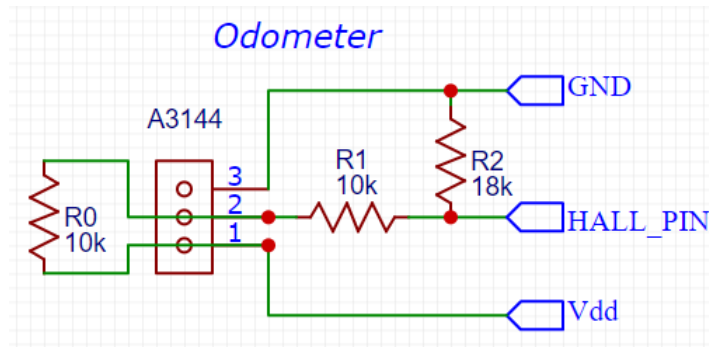 Odometer
GND
A3144
3
R1
10k
R2
18k
R0
10k
2
HALL_PIN
1
Vdd